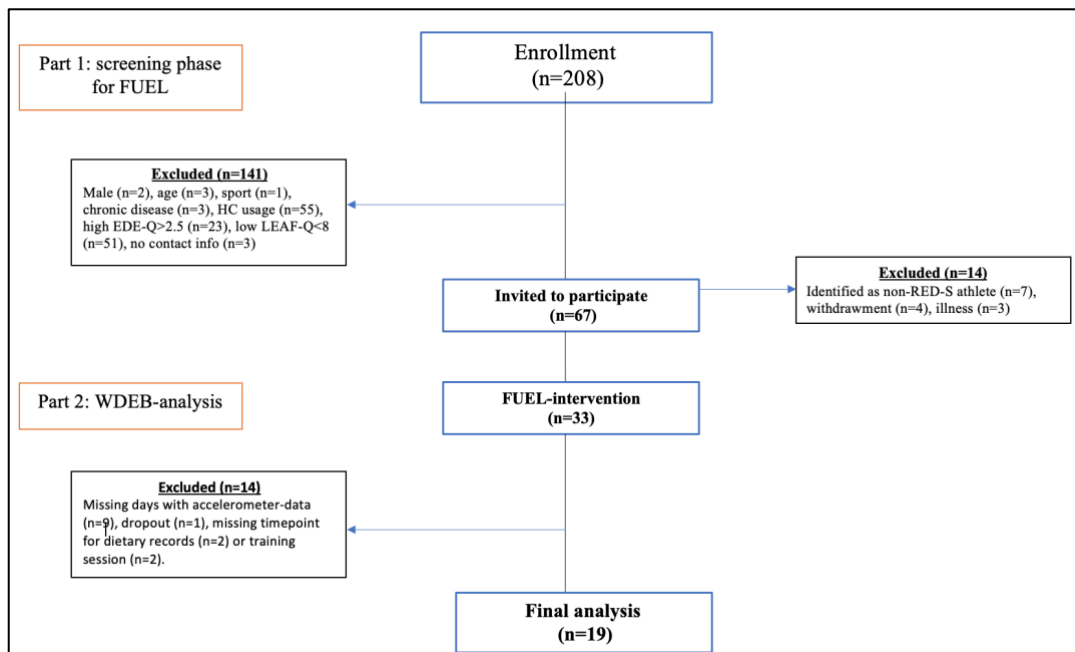 Part 1: screening phase
for FUEL
Enrollment
(n=208)
Excluded (n=141)
Male (n=2), age (n=3), sport (n=1),
chronic disease (n=3), HC usage (n=55),
high EDE-Q>2.5 (n=23), low LEAF-Q<8
(n=51), no contact info (n=3)
Invited to participate
(n=67)
Excluded (n=14)
Identified as non-RED-S athlete (n=7),
withdrawment (n=4), illness (n=3)
Part 2: WDEB-analysis
FUEL-intervention
(n=33)
Excluded (n=14)
Missing days with accelerometer-data
(n=9), dropout (n=1), missing timepoint
for dietary records (n=2) or training
session (n=2).
Final analysis
(n=19)